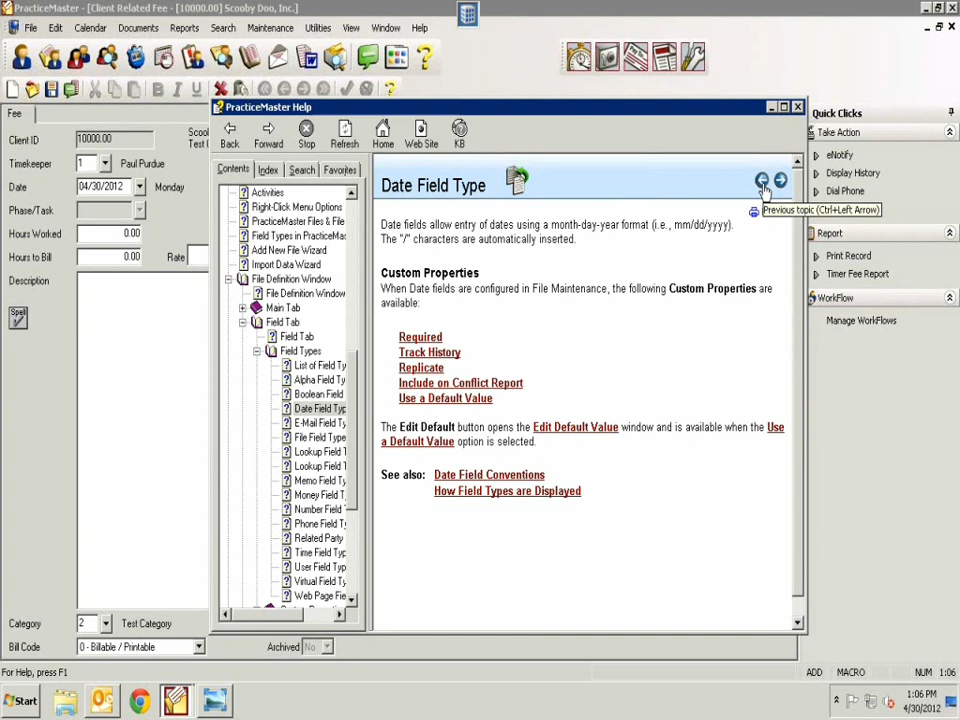 PracticeMaster - [Client Related Fee , [10000.00] Scooby Doo, Inc.]
File Edit Calendar Documents Reports Search Maintenance Utilities View Window Help
Fee
Client ID 10000.00
Timekeeper 1 Paul Purdue
Date 04/30/2012 Monday
Phase/Task
Hours Worked 0.00
Hours to Bill 0.00 Rate
Description
Spell
Category 2 Test Category
Bill Code 0 - Billable / Printable Archived No
PracticeMaster Help
Back Forward Stop Refresh Home Web Site KB
Contents Index Search Favorites
Activities
Right-Click Menu Options
PracticeMaster Files & File
Field Types in PracticeMas
Add New File Wizard
Import Data Wizard
File Definition Window
File Definition Window
Main Tab
Field Tab
Field Tab
Field Types
List of Field Ty
Alpha Field Ty
Boolean Field
Date Field Typ
E-Mail Field Ty
File Field Type
Lookup Field T
Lookup Field T
Memo Field Ty
Money Field Ty
Number Field
Phone Field Ty
Related Party
Time Field Typ
User Field Typ
Virtual Field Ty
Web Page Fie
Date Field Type
Previous topic (Ctrl+Left Arrow)
Date fields allow entry of dates using a month-day-year format (i.e., mm/dd/yyyy).
The "/" characters are automatically inserted.
Custom Properties
When Date fields are configured in File Maintenance, the following Custom Properties are
available:
Required
Track History
Replicate
Include on Conflict Report
Use a Default Value
The Edit Default button opens the Edit Default Value window and is available when the Use
a Default Value option is selected.
See also: Date Field Conventions
How Field Types are Displayed
Quick Clicks
Take Action
eNotify
Display History
Dial Phone
Report
Print Record
Timer Fee Report
WorkFlow
Manage WorkFlows
For Help, press F1 ADD MACRO NUM 1:06
Start 1:06 PM
4/30/2012